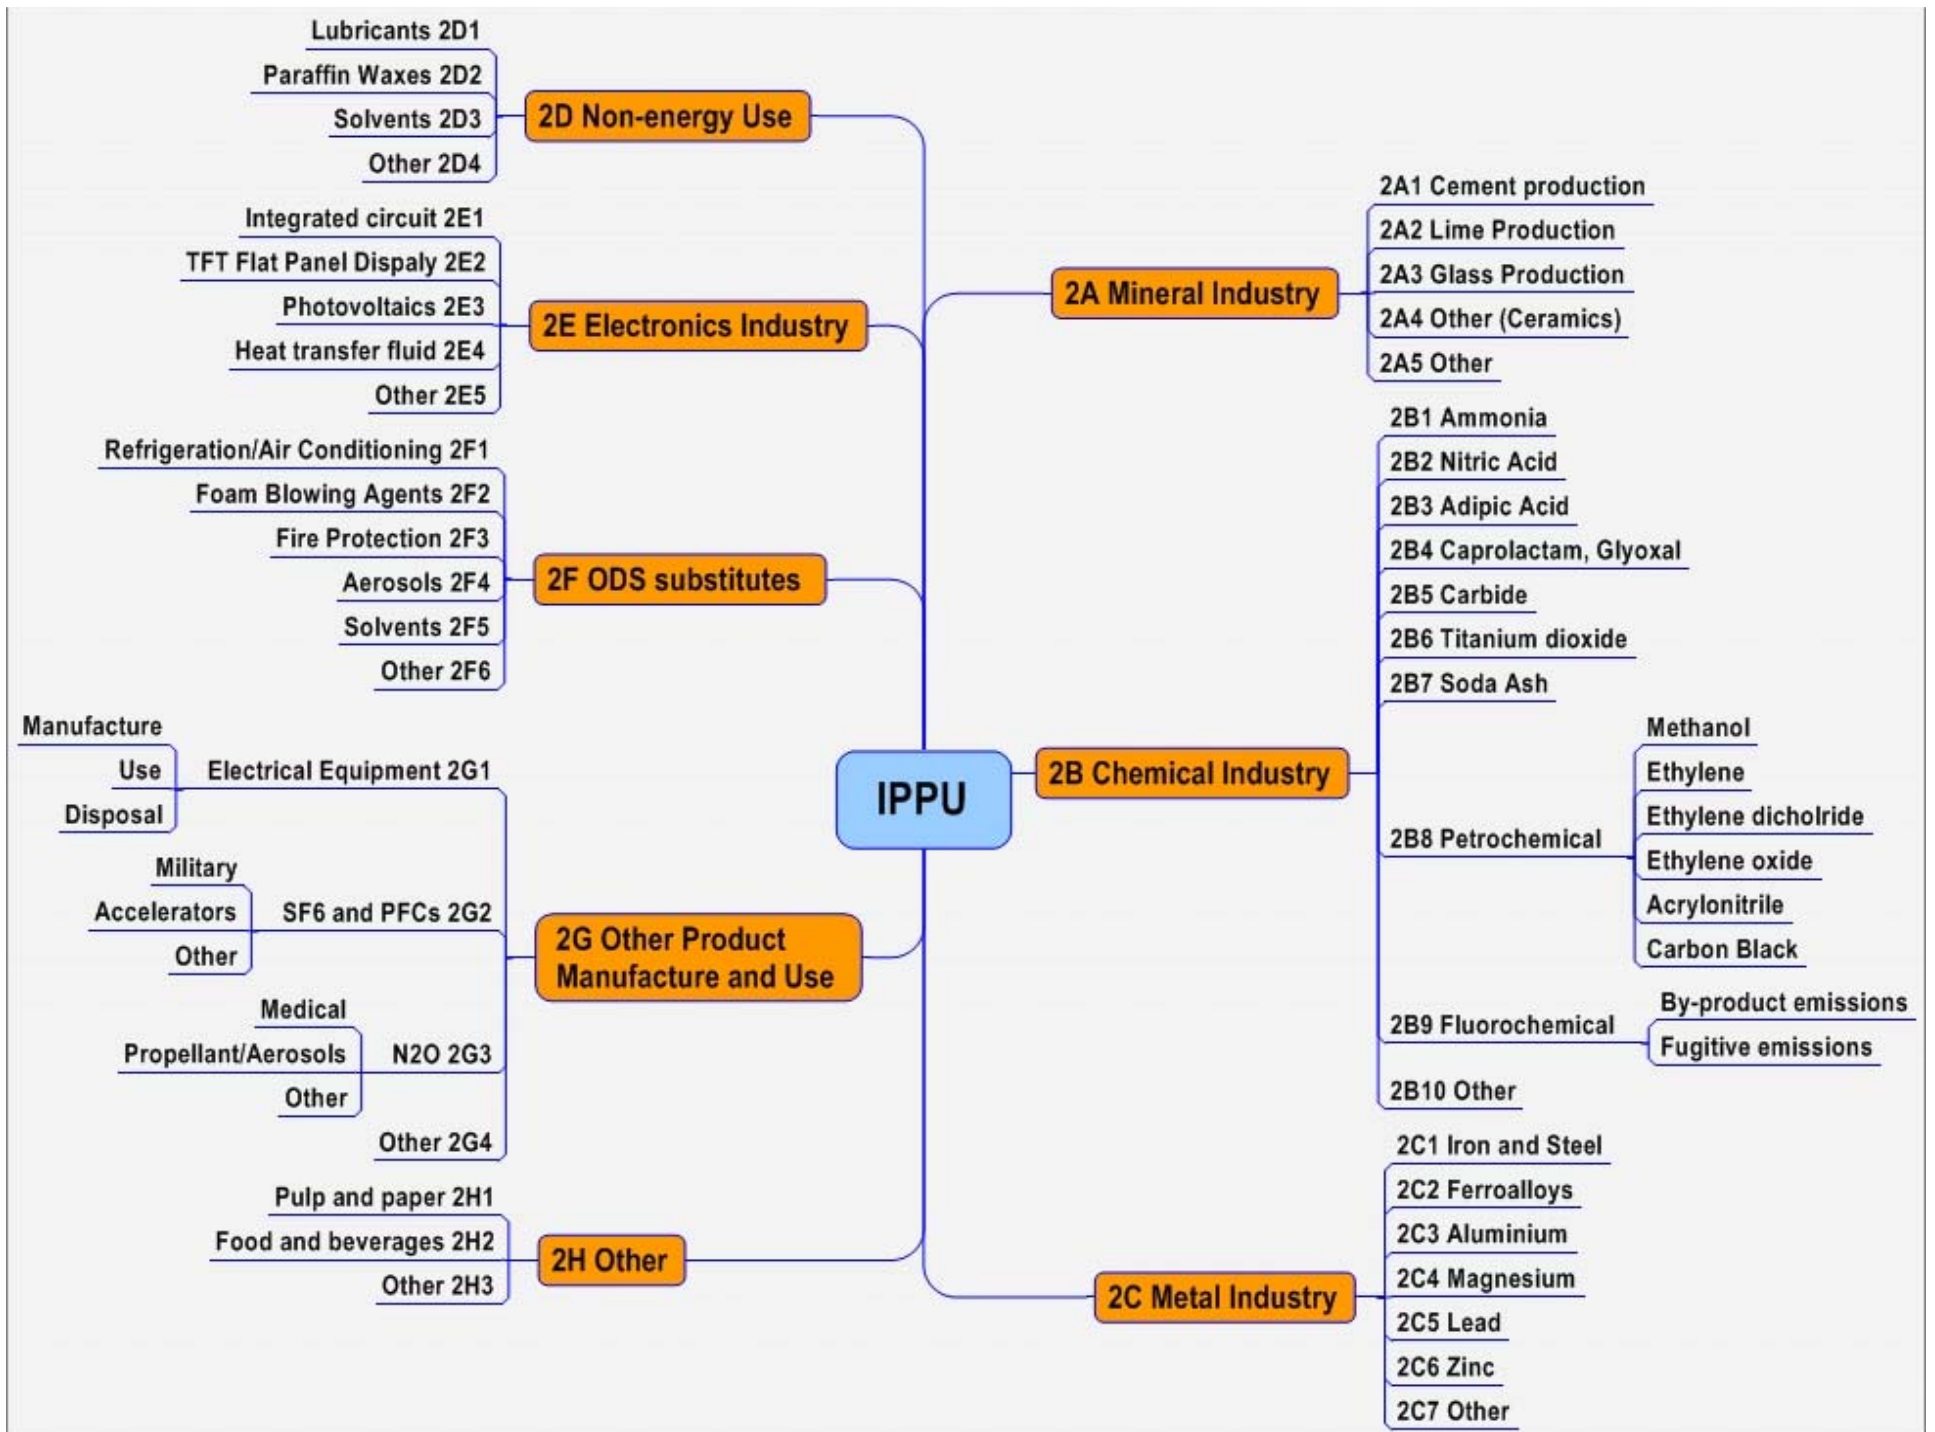 Lubricants 2D1
Paraffin Waxes 2D2
Solvents 2D3
Other 2D4
2D Non-energy Use
Integrated circuit 2E1
TFT Flat Panel Dispaly 2E2
Photovoltaics 2E3
Heat transfer fluid 2E4
Other 2E5
2E Electronics Industry
Refrigeration/Air Conditioning 2F1
Foam Blowing Agents 2F2
Fire Protection 2F3
Aerosols 2F4
Solvents 2F5
Other 2F6
2F ODS substitutes
Manufacture
Use
Disposal
Electrical Equipment 2G1
Military
Accelerators
Other
SF6 and PFCs 2G2
Medical
Propellant/Aerosols
Other
N2O 2G3
Other 2G4
2G Other Product
Manufacture and Use
Pulp and paper 2H1
Food and beverages 2H2
Other 2H3
2H Other
IPPU
2A Mineral Industry
2A1 Cement production
2A2 Lime Production
2A3 Glass Production
2A4 Other (Ceramics)
2A5 Other
2B Chemical Industry
2B1 Ammonia
2B2 Nitric Acid
2B3 Adipic Acid
2B4 Caprolactam, Glyoxal
2B5 Carbide
2B6 Titanium dioxide
2B7 Soda Ash
2B8 Petrochemical
Methanol
Ethylene
Ethylene dicholride
Ethylene oxide
Acrylonitrile
Carbon Black
2B9 Fluorochemical
By-product emissions
Fugitive emissions
2B10 Other
2C Metal Industry
2C1 Iron and Steel
2C2 Ferroalloys
2C3 Aluminium
2C4 Magnesium
2C5 Lead
2C6 Zinc
2C7 Other